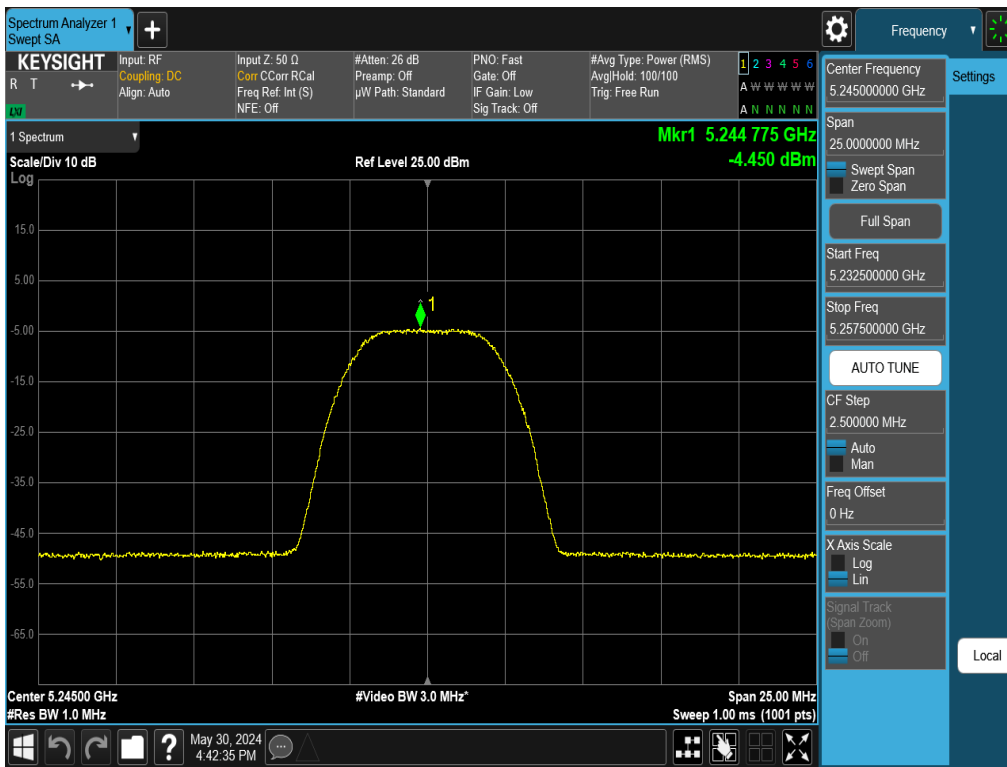 Spectrum Analyzer 1
Swept SA
+
Frequency
KEYSIGHT
R T
LXI
Input: RF
Coupling: DC
Align: Auto
Input Z: 50 Ω
Corr CCorr RCal
Freq Ref: Int (S)
NFE: Off
#Atten: 26 dB
Preamp: Off
µW Path: Standard
PNO: Fast
Gate: Off
IF Gain: Low
Sig Track: Off
#Avg Type: Power (RMS)
Avg|Hold: 100/100
Trig: Free Run
1 2 3 4 5 6
A W W W W W
A N N N N N
1 Spectrum
Scale/Div 10 dB
Log
Ref Level 25.00 dBm
Mkr1 5.244 775 GHz
-4.450 dBm
15.0
5.00
-5.00
-15.0
-25.0
-35.0
-45.0
-55.0
-65.0
1
Center 5.24500 GHz
#Res BW 1.0 MHz
#Video BW 3.0 MHz*
Span 25.00 MHz
Sweep 1.00 ms (1001 pts)
Center Frequency
5.245000000 GHz
Settings
Span
25.0000000 MHz
Swept Span
Zero Span
Full Span
Start Freq
5.232500000 GHz
Stop Freq
5.257500000 GHz
AUTO TUNE
CF Step
2.500000 MHz
Auto
Man
Freq Offset
0 Hz
X Axis Scale
Log
Lin
Signal Track
(Span Zoom)
On
Off
Local
?
May 30, 2024
4:42:35 PM